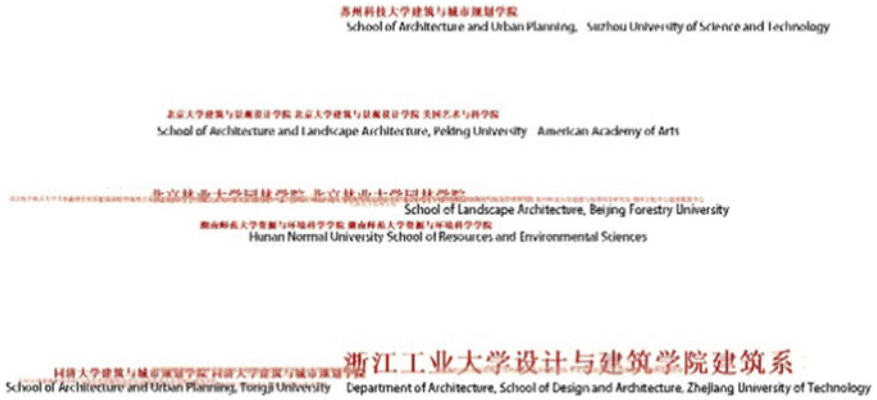 苏州科技大学建筑与城市规划学院
School of Architecture and Urban Planning, Suzhou University of Science and Technology
北京大学建筑与景观设计学院 北京大学建筑与景观设计学院 美国艺术与科学院
School of Architecture and Landscape Architecture, Peking University American Academy of Arts
北京林业大学园林学院 北京林业大学园林学院
School of Landscape Architecture, Beijing Forestry University
湖南师范大学资源与环境科学学院 湖南师范大学资源与环境科学学院
Hunan Normal University School of Resources and Environmental Sciences
浙江工业大学设计与建筑学院建筑系
同济大学建筑与城市规划学院 同济大学建筑与城市规划学院
School of Architecture and Urban Planning, Tongji University Department of Architecture, School of Design and Architecture, Zhejiang University of Technology